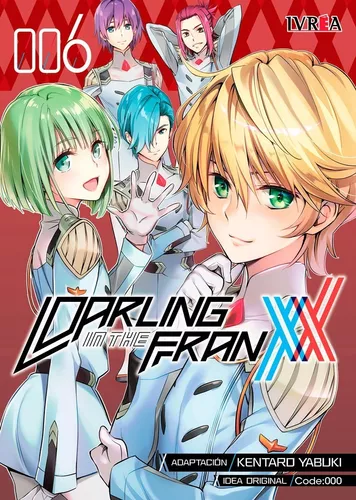 006
IVREA
DARLING
IN THE
FRANXX
ADAPTACIÓN / KENTARO YABUKI
IDEA ORIGINAL / Code:000